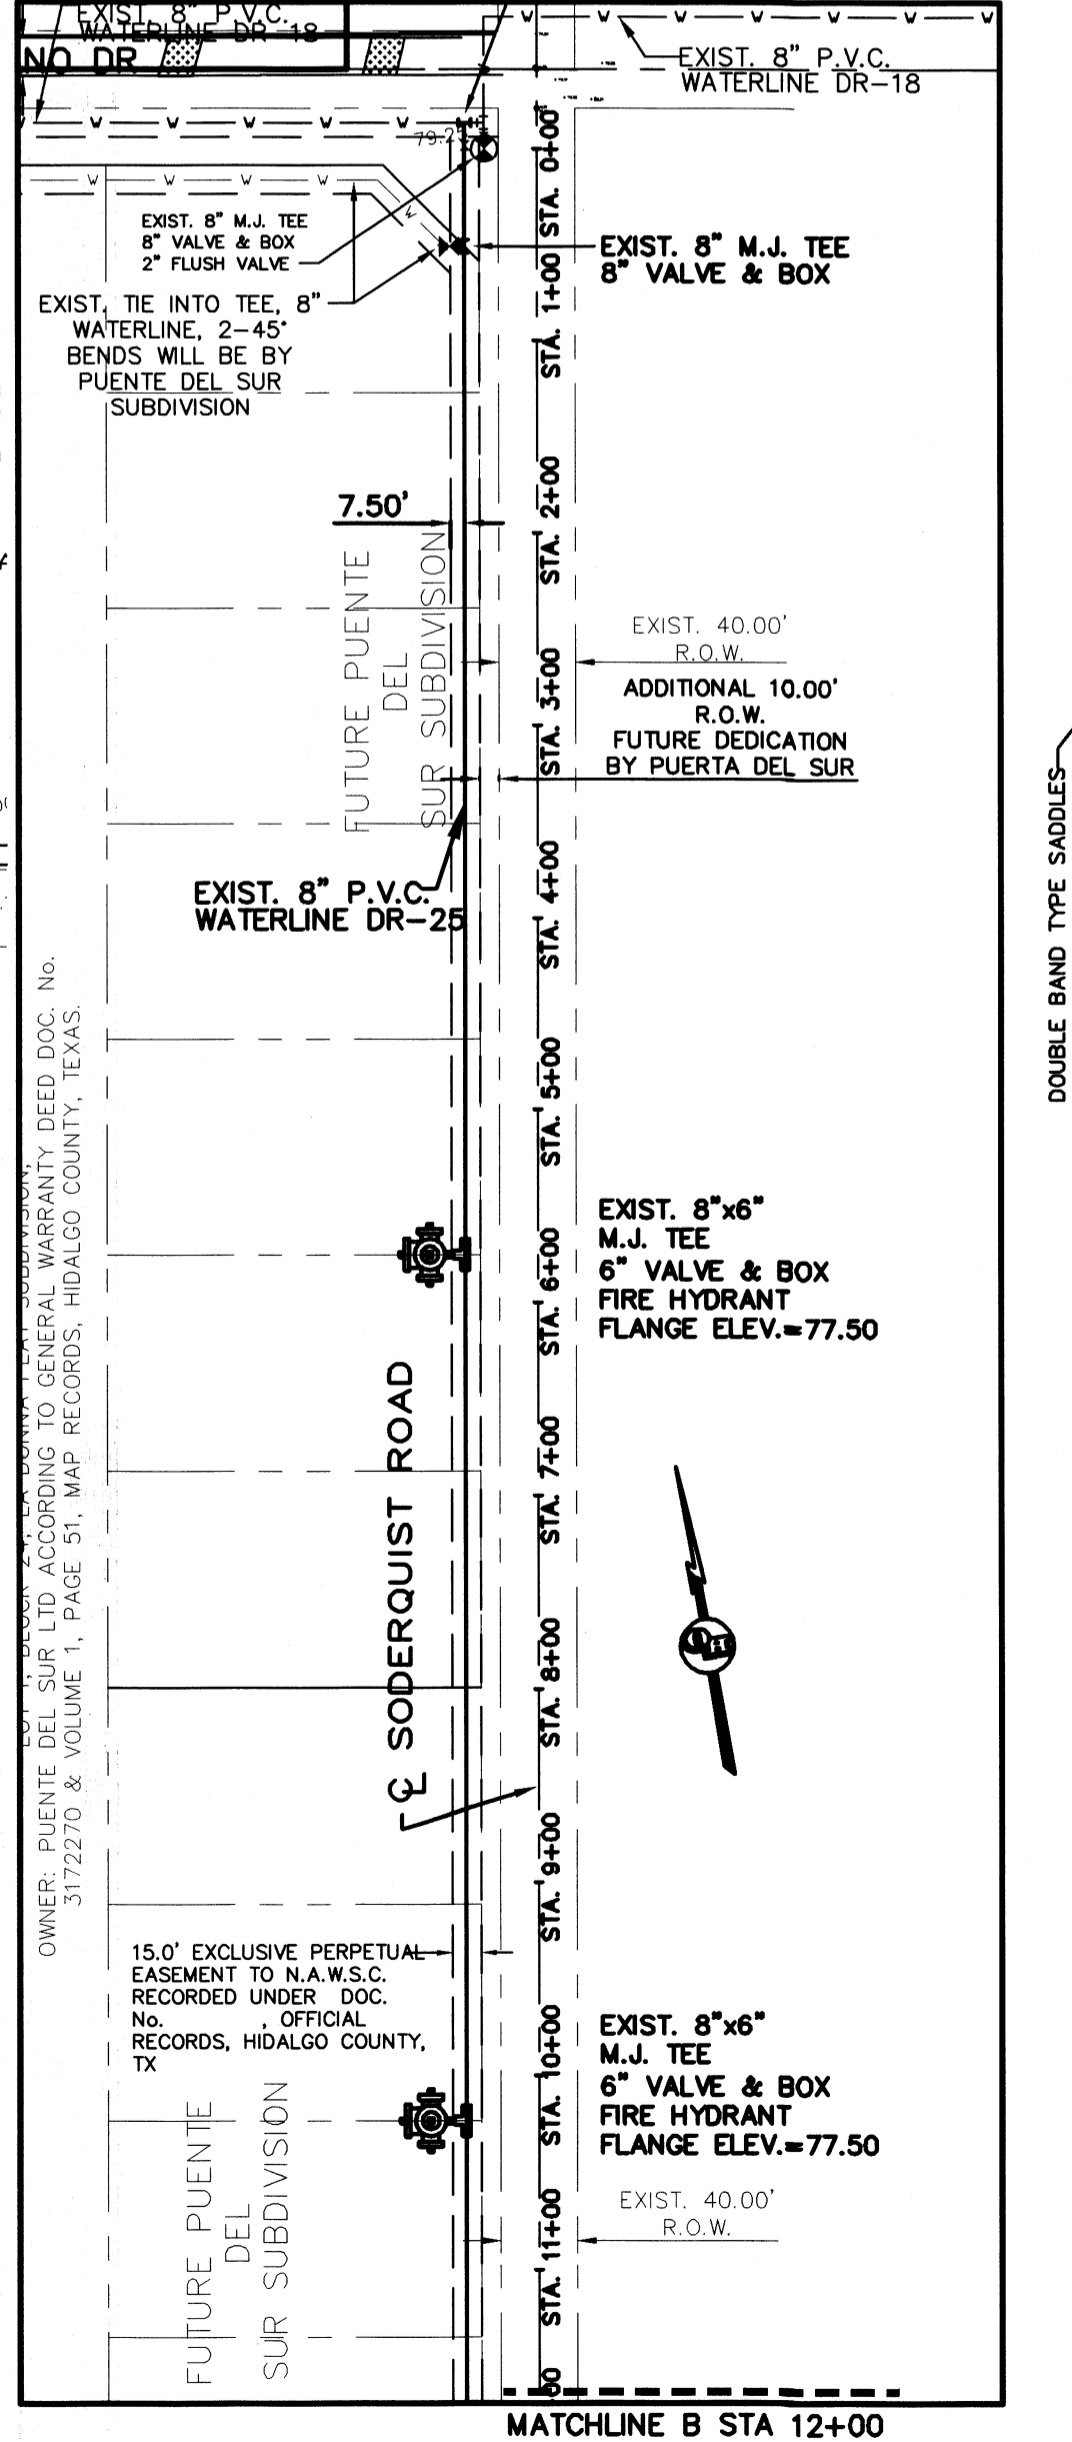 EXIST. 8" P.V.C.
WATERLINE DR-18
NO DR
EXIST. 8" P.V.C.
WATERLINE DR-18
W W W W W W W
W W W W W W
79.25
W W W W W
W
EXIST. 8" M.J. TEE
8" VALVE & BOX
2" FLUSH VALVE
EXIST. 8" M.J. TEE
8" VALVE & BOX
EXIST. TIE INTO TEE, 8"
WATERLINE, 2-45°
BENDS WILL BE BY
PUENTE DEL SUR
SUBDIVISION
STA. 0+00
STA. 1+00
STA. 2+00
STA. 3+00
STA. 4+00
STA. 5+00
STA. 6+00
STA. 7+00
STA. 8+00
STA. 9+00
STA. 10+00
STA. 11+00
00
7.50'
FUTURE PUENTE
DEL
SUR SUBDIVISION
EXIST. 40.00'
R.O.W.
ADDITIONAL 10.00'
R.O.W.
FUTURE DEDICATION
BY PUERTA DEL SUR
EXIST. 8" P.V.C.
WATERLINE DR-25
DOUBLE BAND TYPE SADDLES
BLOCK 24, LA DONNA SUBDIVISION,
OWNER: PUENTE DEL SUR LTD ACCORDING TO GENERAL WARRANTY DEED DOC. No.
3172270 & VOLUME 1, PAGE 51, MAP RECORDS, HIDALGO COUNTY, TEXAS.
EXIST. 8"x6"
M.J. TEE
6" VALVE & BOX
FIRE HYDRANT
FLANGE ELEV.=77.50
℄ SODERQUIST ROAD
15.0' EXCLUSIVE PERPETUAL
EASEMENT TO N.A.W.S.C.
RECORDED UNDER DOC.
No. , OFFICIAL
RECORDS, HIDALGO COUNTY,
TX
EXIST. 8"x6"
M.J. TEE
6" VALVE & BOX
FIRE HYDRANT
FLANGE ELEV.=77.50
FUTURE PUENTE
DEL
SUR SUBDIVISION
EXIST. 40.00'
R.O.W.
MATCHLINE B STA 12+00